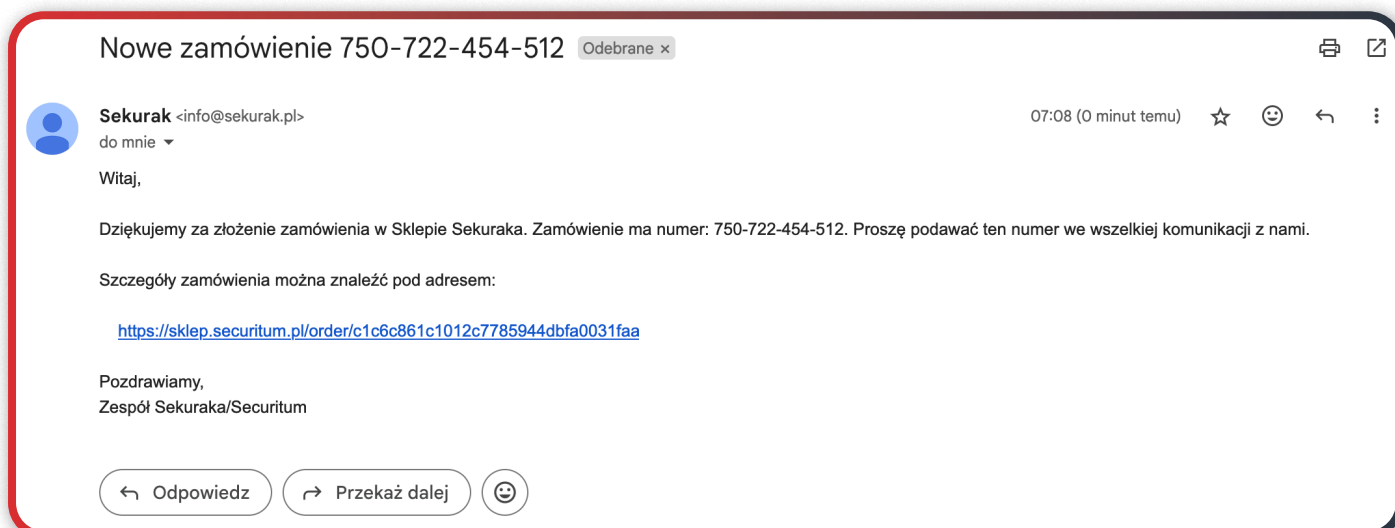 Nowe zamówienie 750-722-454-512 Odebrane ×
Sekurak <info@sekurak.pl> 07:08 (0 minut temu)
do mnie
Witaj,
Dziękujemy za złożenie zamówienia w Sklepie Sekuraka. Zamówienie ma numer: 750-722-454-512. Proszę podawać ten numer we wszelkiej komunikacji z nami.
Szczegóły zamówienia można znaleźć pod adresem:
https://sklep.securitum.pl/order/c1c6c861c1012c7785944dbfa0031faa
Pozdrawiamy,
Zespół Sekuraka/Securitum
Odpowiedz Przekaż dalej